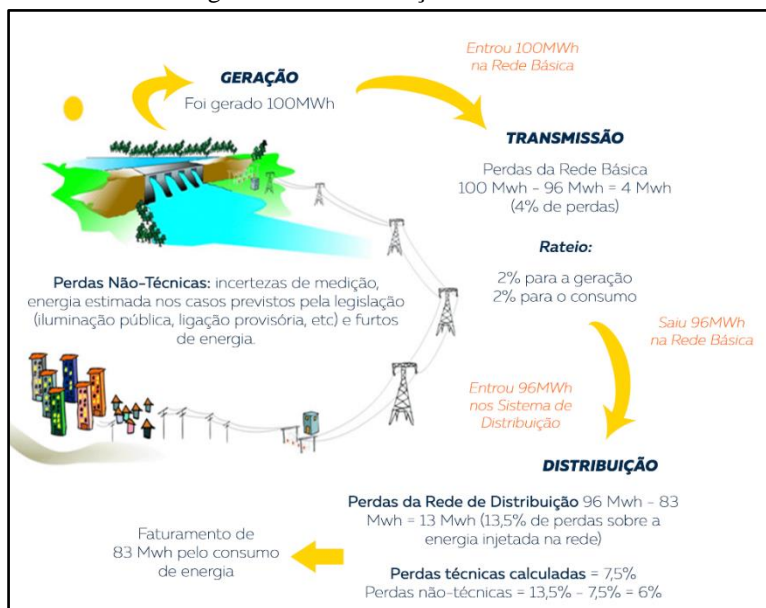 GERAÇÃO
Foi gerado 100MWh
Entrou 100MWh
na Rede Básica
TRANSMISSÃO
Perdas da Rede Básica
100 Mwh - 96 Mwh = 4 Mwh
(4% de perdas)
Rateio:
2% para a geração
2% para o consumo
Perdas Não-Técnicas: incertezas de medição,
energia estimada nos casos previstos pela legislação
(iluminação pública, ligação provisória, etc) e furtos
de energia.
Saiu 96MWh
na Rede Básica
Entrou 96MWh
nos Sistema de
Distribuição
DISTRIBUIÇÃO
Perdas da Rede de Distribuição 96 Mwh - 83
Mwh = 13 Mwh (13,5% de perdas sobre a
energia injetada na rede)
Faturamento de
83 Mwh pelo consumo
de energia
Perdas técnicas calculadas = 7,5%
Perdas não-técnicas = 13,5% - 7,5% = 6%